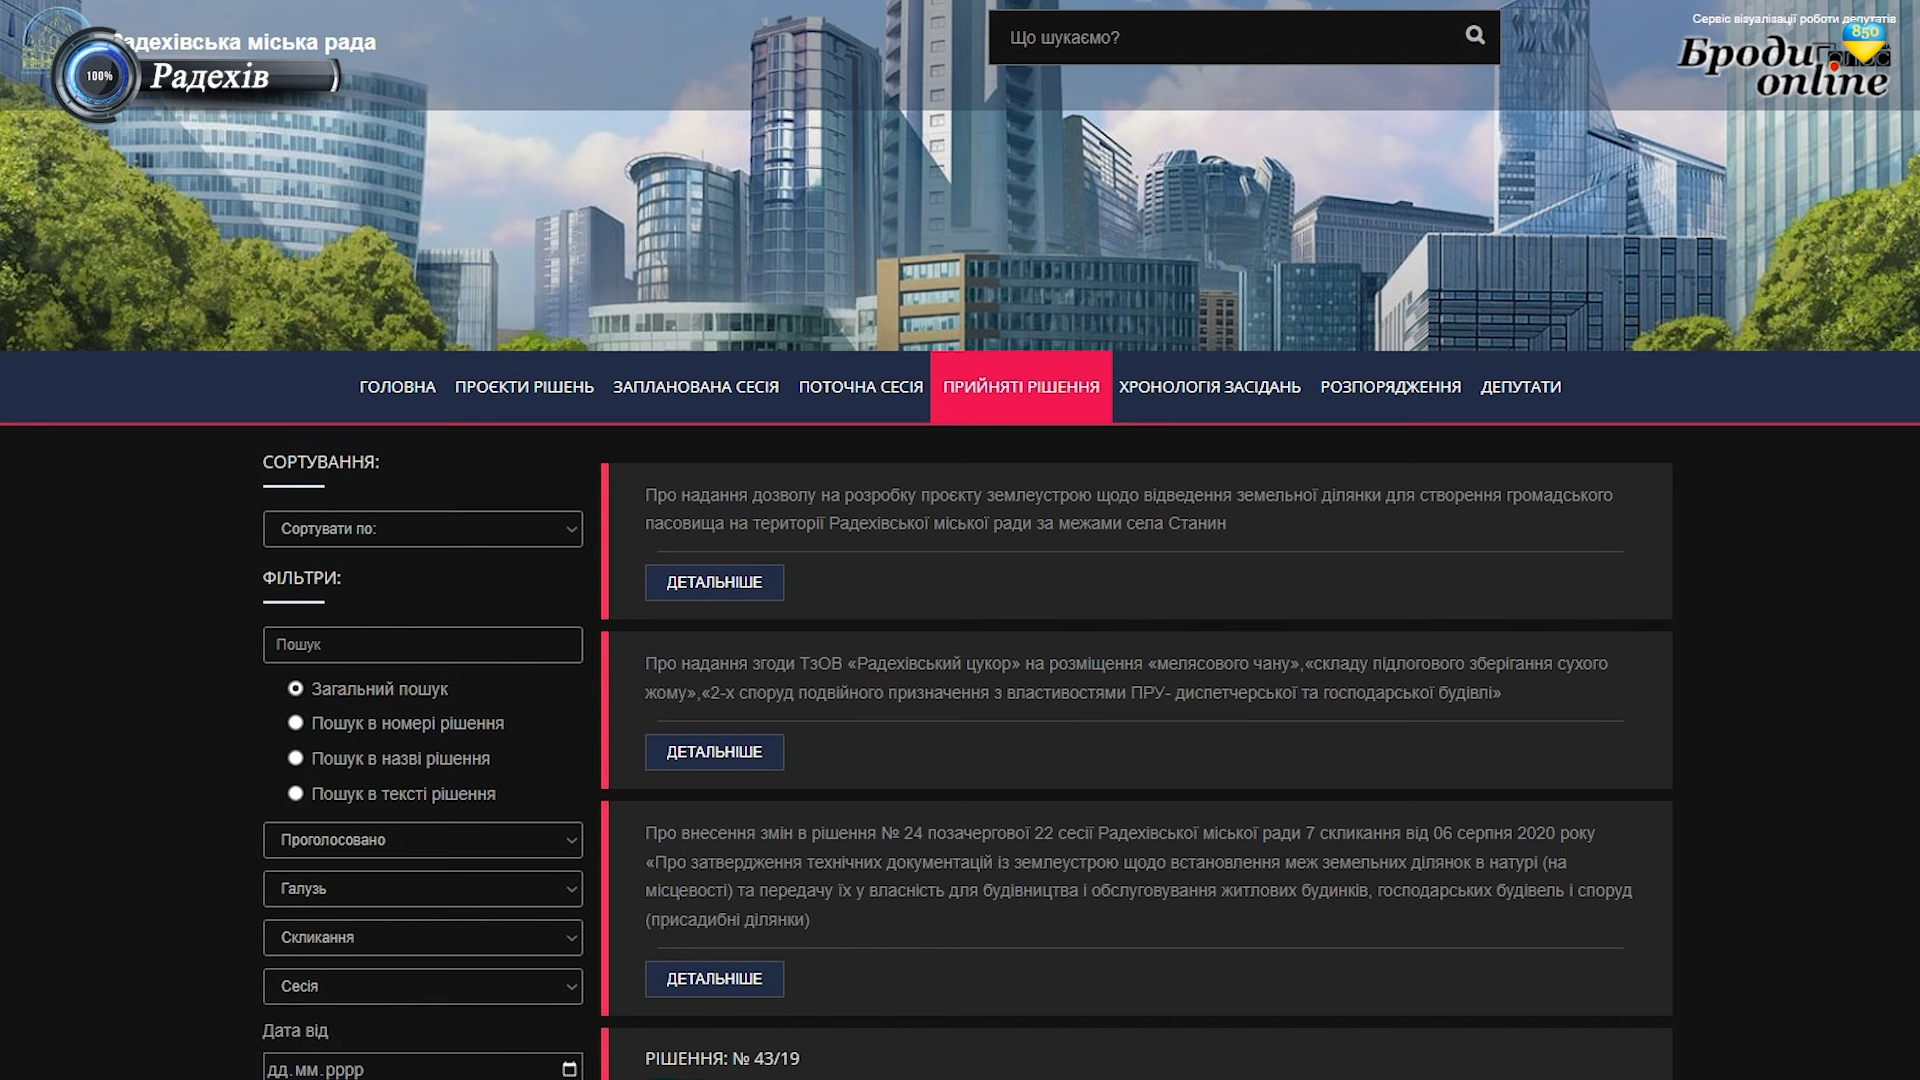 Радехівська міська рада
100%
Радехів
Що шукаємо?
Сервіс візуалізації роботи депутатів
850
Броди
online
ГОЛОВНА ПРОЄКТИ РІШЕНЬ ЗАПЛАНОВАНА СЕСІЯ ПОТОЧНА СЕСІЯ ПРИЙНЯТІ РІШЕННЯ ХРОНОЛОГІЯ ЗАСІДАНЬ РОЗПОРЯДЖЕННЯ ДЕПУТАТИ
СОРТУВАННЯ:
Сортувати по:
ФІЛЬТРИ:
Пошук
Загальний пошук
Пошук в номері рішення
Пошук в назві рішення
Пошук в тексті рішення
Проголосовано
Галузь
Скликання
Сесія
Дата від
дд.мм.рррр
Про надання дозволу на розробку проєкту землеустрою щодо відведення земельної ділянки для створення громадського
пасовища на території Радехівської міської ради за межами села Станин
ДЕТАЛЬНІШЕ
Про надання згоди ТзОВ «Радехівський цукор» на розміщення «мелясового чану»,«складу підлогового зберігання сухого
жому»,«2-х споруд подвійного призначення з властивостями ПРУ- диспетчерської та господарської будівлі»
ДЕТАЛЬНІШЕ
Про внесення змін в рішення № 24 позачергової 22 сесії Радехівської міської ради 7 скликання від 06 серпня 2020 року
«Про затвердження технічних документацій із землеустрою щодо встановлення меж земельних ділянок в натурі (на
місцевості) та передачу їх у власність для будівництва і обслуговування житлових будинків, господарських будівель і споруд
(присадибні ділянки)
ДЕТАЛЬНІШЕ
РІШЕННЯ: № 43/19